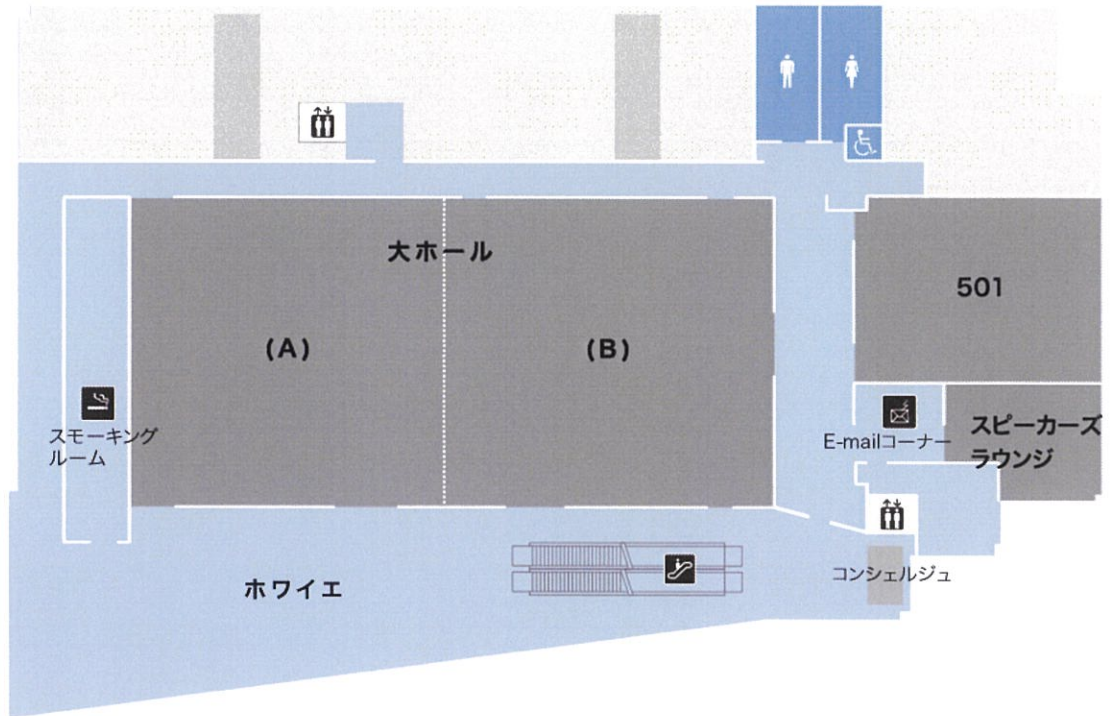 大ホール
(A)
(B)
501
スモーキング
ルーム
E-mailコーナー
スピーカーズ
ラウンジ
コンシェルジュ
ホワイエ